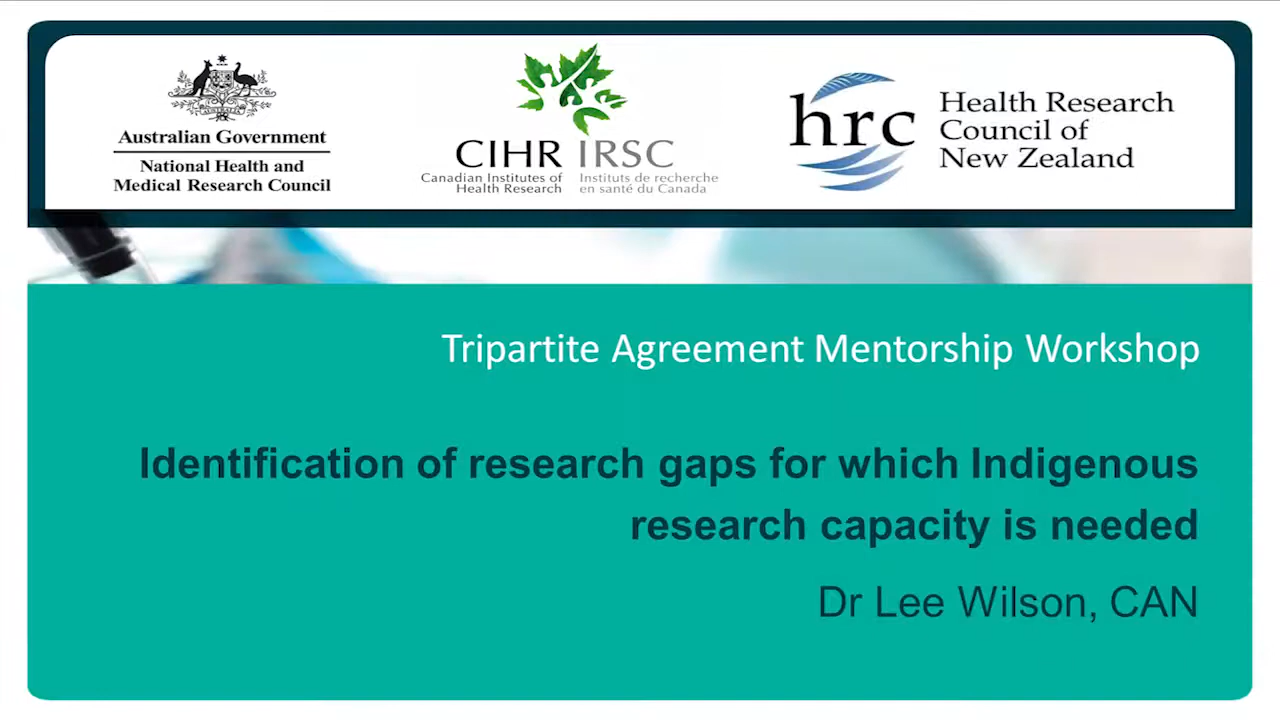 Australian Government
National Health and
Medical Research Council
CIHR IRSC
Canadian Institutes of Instituts de recherche
Health Research en santé du Canada
hrc
Health Research
Council of
New Zealand
Tripartite Agreement Mentorship Workshop
Identification of research gaps for which Indigenous
research capacity is needed
Dr Lee Wilson, CAN